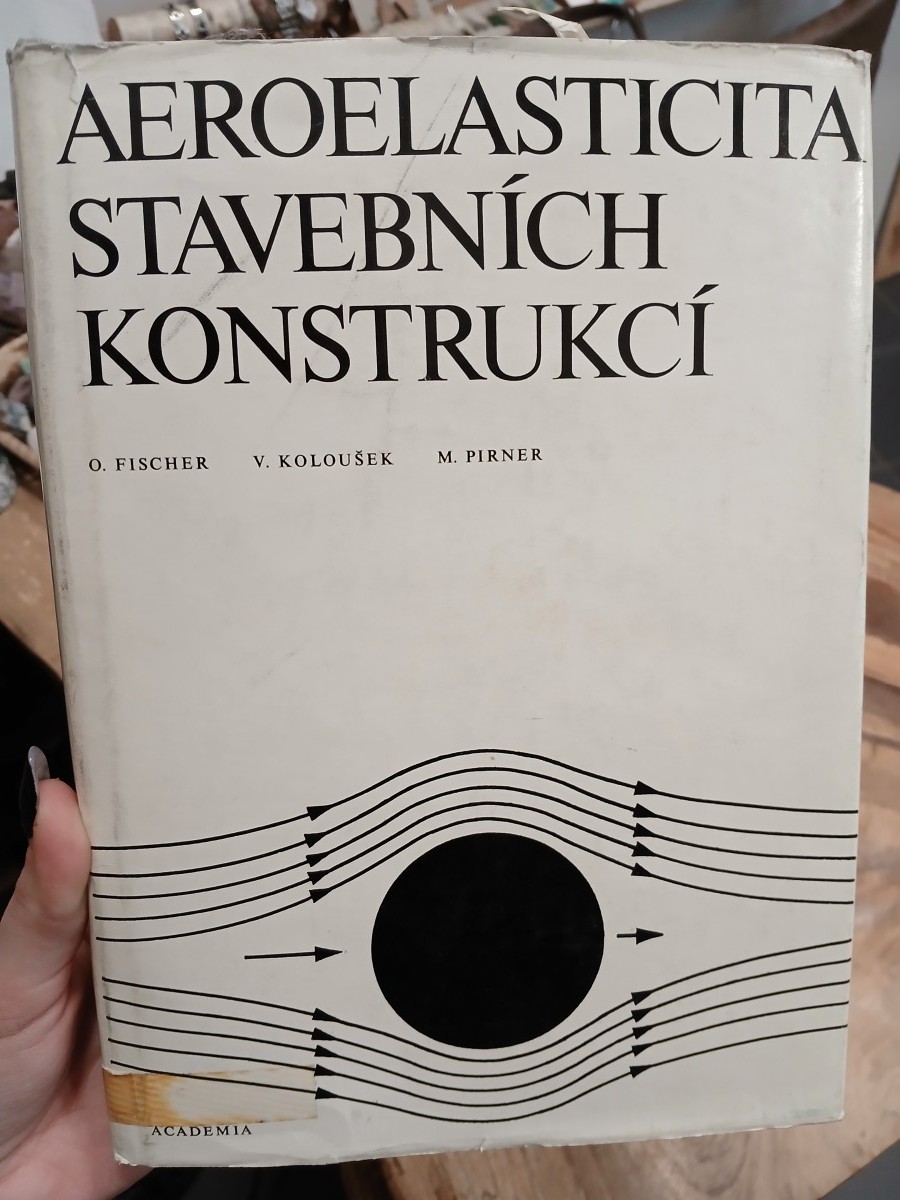 AEROELASTICITA
STAVEBNÍCH
KONSTRUKCÍ
O. FISCHER V. KOLOUŠEK M. PIRNER
ACADEMIA